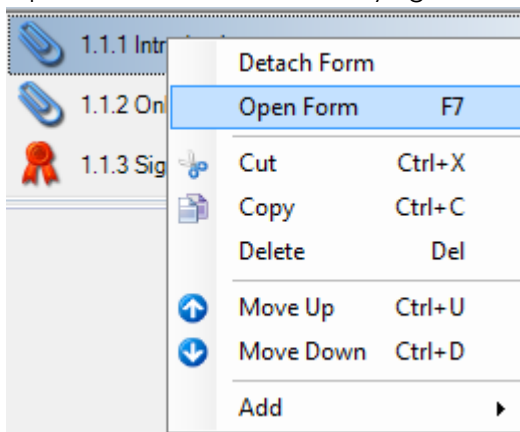 1.1.1 Intr
Detach Form
1.1.2 Onl
Open Form F7
1.1.3 Sig
Cut Ctrl+X
Copy Ctrl+C
Delete Del
Move Up Ctrl+U
Move Down Ctrl+D
Add